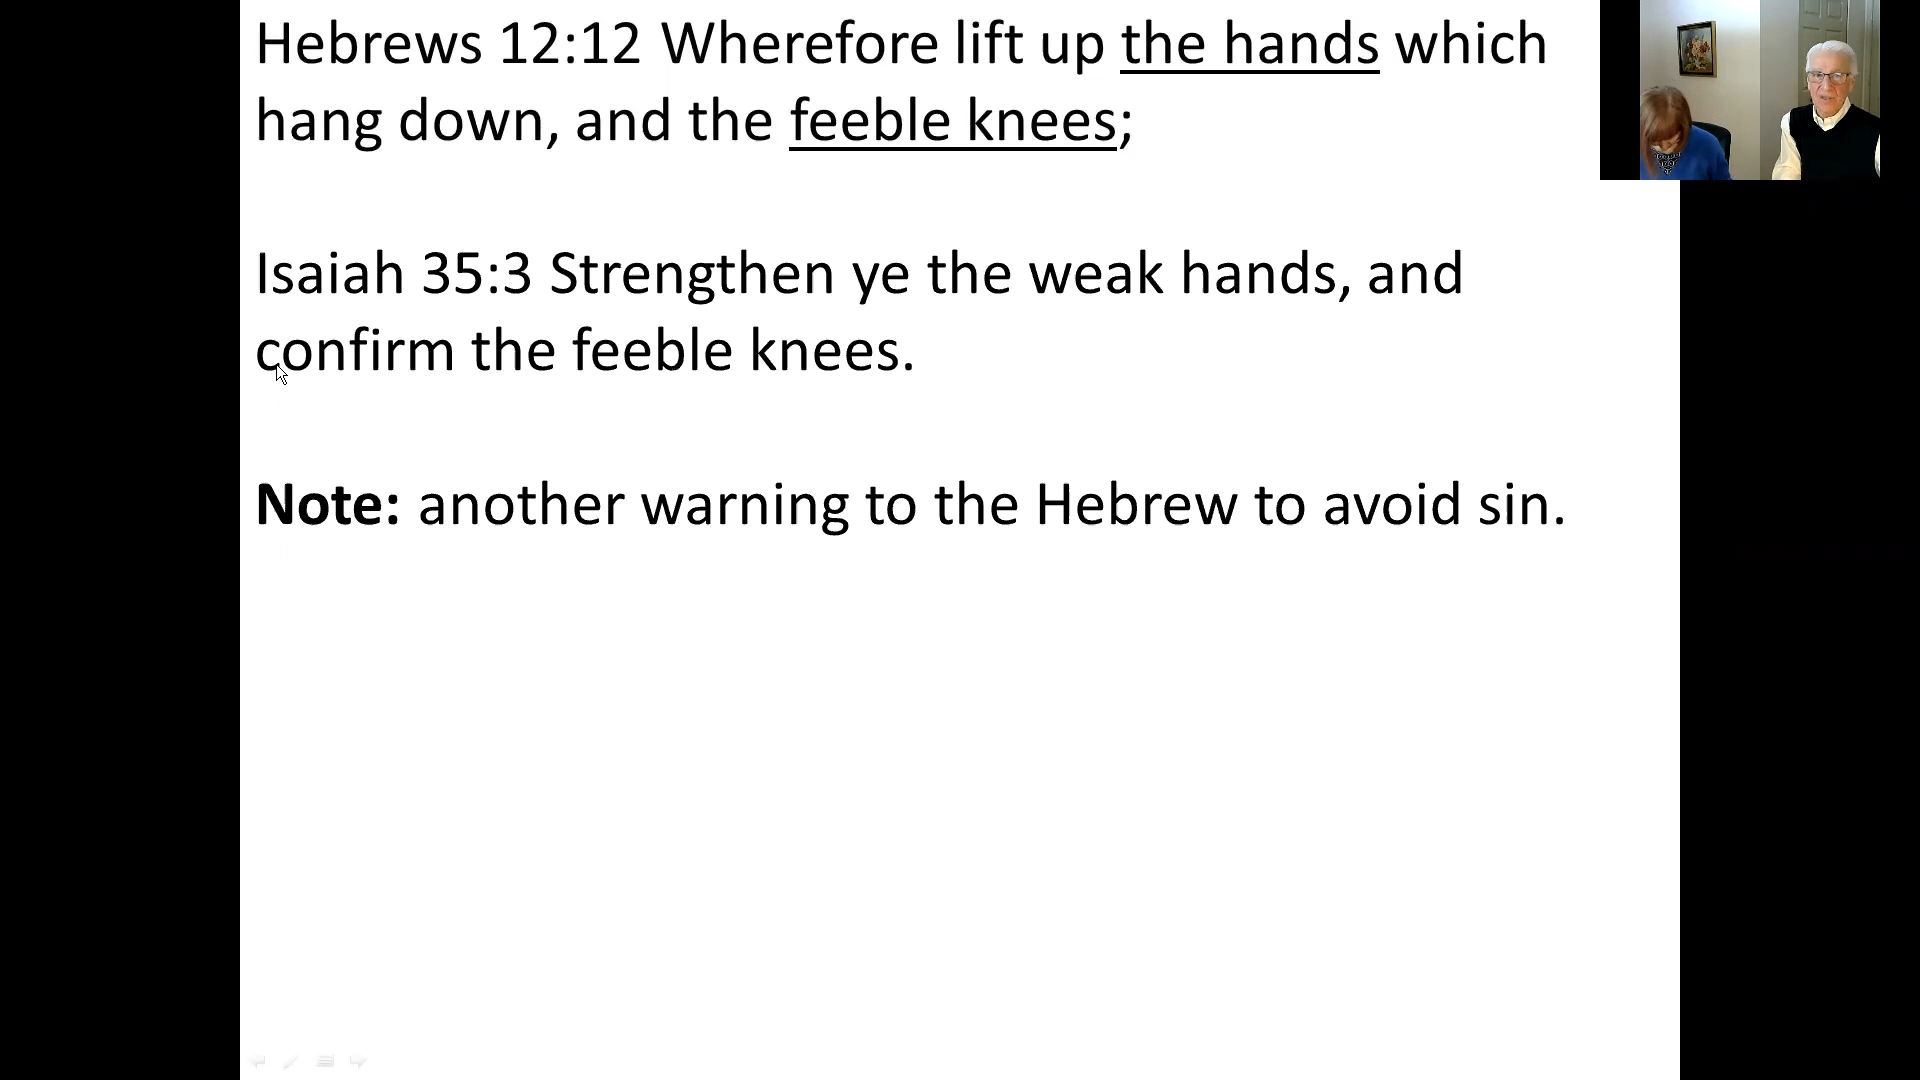 Hebrews 12:12 Wherefore lift up the hands which
hang down, and the feeble knees;
Isaiah 35:3 Strengthen ye the weak hands, and
confirm the feeble knees.
Note: another warning to the Hebrew to avoid sin.